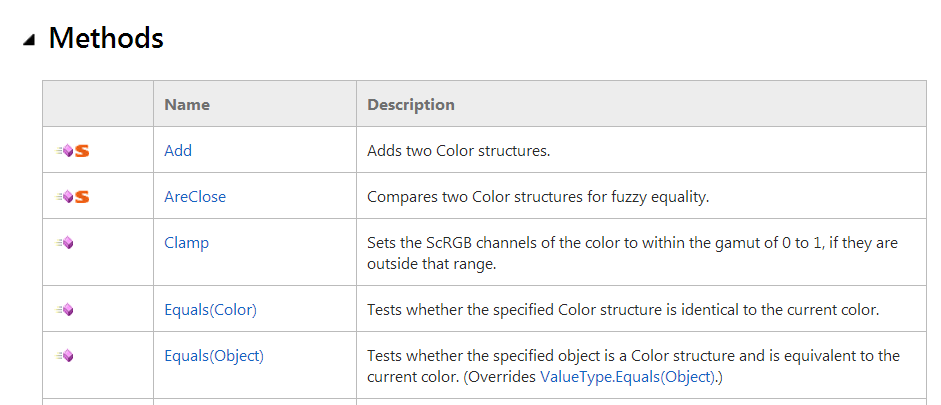 Methods
Name Description
S Add Adds two Color structures.
S AreClose Compares two Color structures for fuzzy equality.
Clamp Sets the ScRGB channels of the color to within the gamut of 0 to 1, if they are
outside that range.
Equals(Color) Tests whether the specified Color structure is identical to the current color.
Equals(Object) Tests whether the specified object is a Color structure and is equivalent to the
current color. (Overrides ValueType.Equals(Object).)